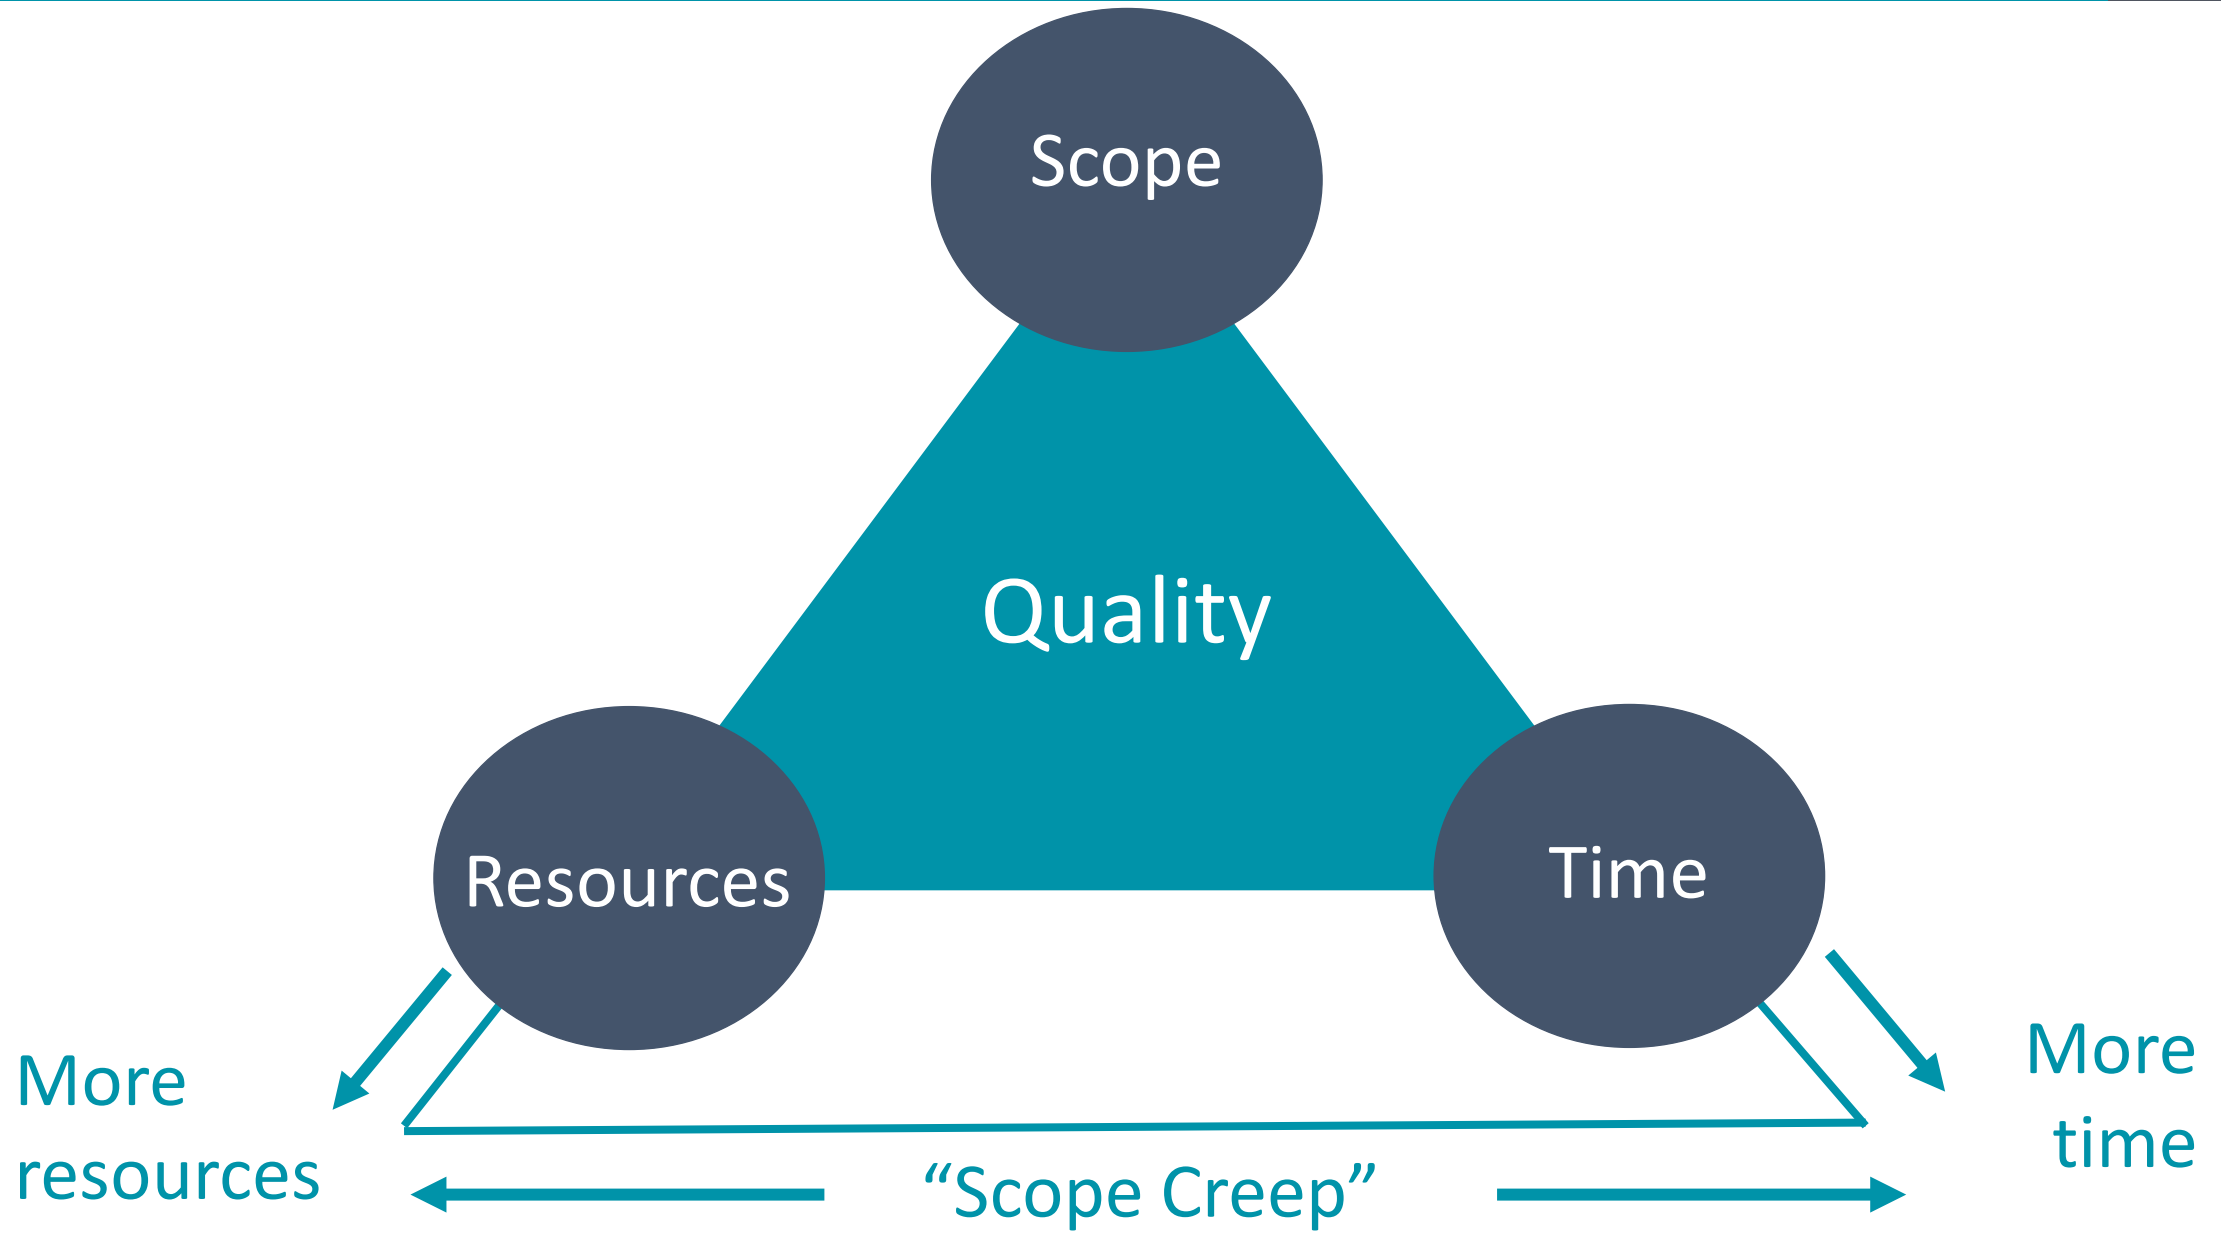 Scope
Quality
Resources
Time
More
resources
More
time
“Scope Creep”